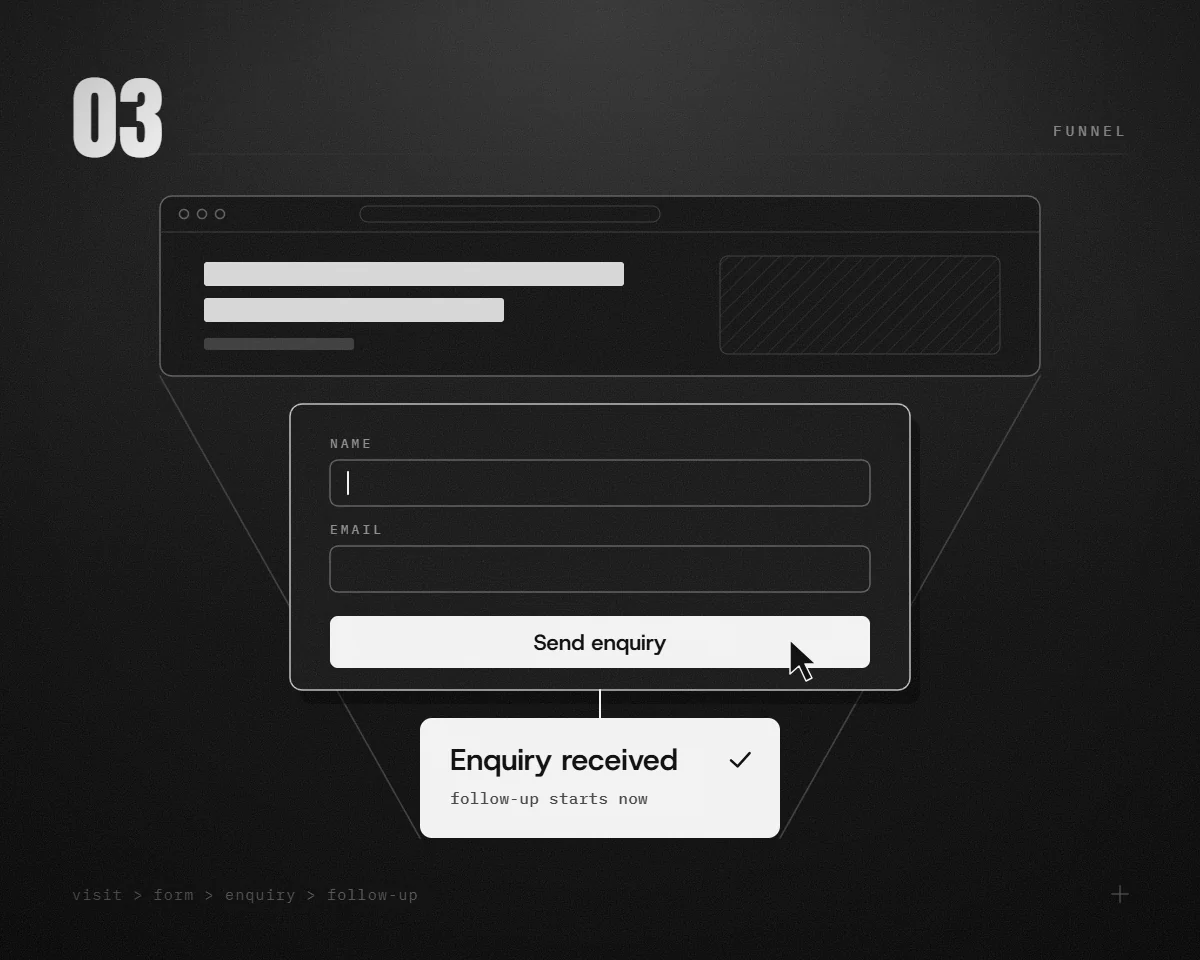 03
FUNNEL
NAME
EMAIL
Send enquiry
Enquiry received
follow-up starts now
visit > form > enquiry > follow-up